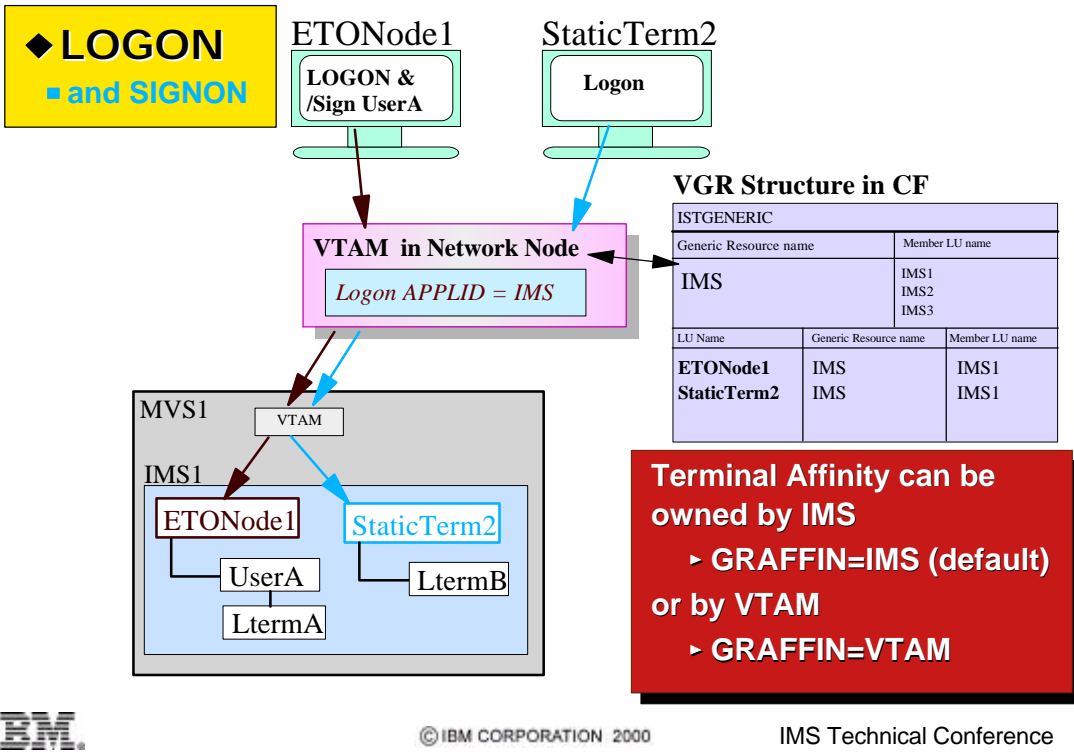 ◆ LOGON
■ and SIGNON
ETONode1
LOGON &
/Sign UserA
StaticTerm2
Logon
VTAM in Network Node
Logon APPLID = IMS
VGR Structure in CF
ISTGENERIC
Generic Resource name Member LU name
IMS IMS1
IMS2
IMS3
LU Name Generic Resource name Member LU name
ETONode1 IMS IMS1
StaticTerm2 IMS IMS1
MVS1
VTAM
IMS1
ETONode1
UserA
LtermA
StaticTerm2
LtermB
Terminal Affinity can be
owned by IMS
► GRAFFIN=IMS (default)
or by VTAM
► GRAFFIN=VTAM
IBM.
© IBM CORPORATION 2000
IMS Technical Conference